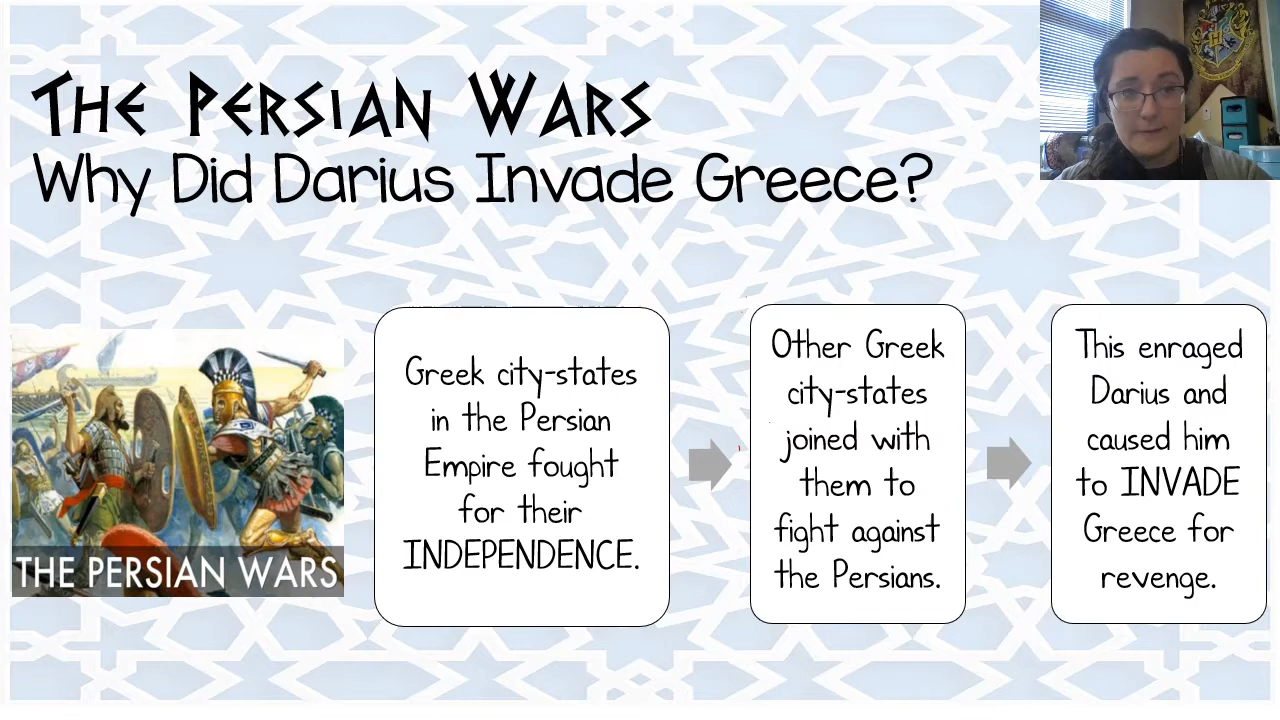 THE PERSIAN WARS
Why Did Darius Invade Greece?
Greek city-states
in the Persian
Empire fought
for their
INDEPENDENCE.
Other Greek
city-states
joined with
them to
fight against
the Persians.
This enraged
Darius and
caused him
to INVADE
Greece for
revenge.
THE PERSIAN WARS